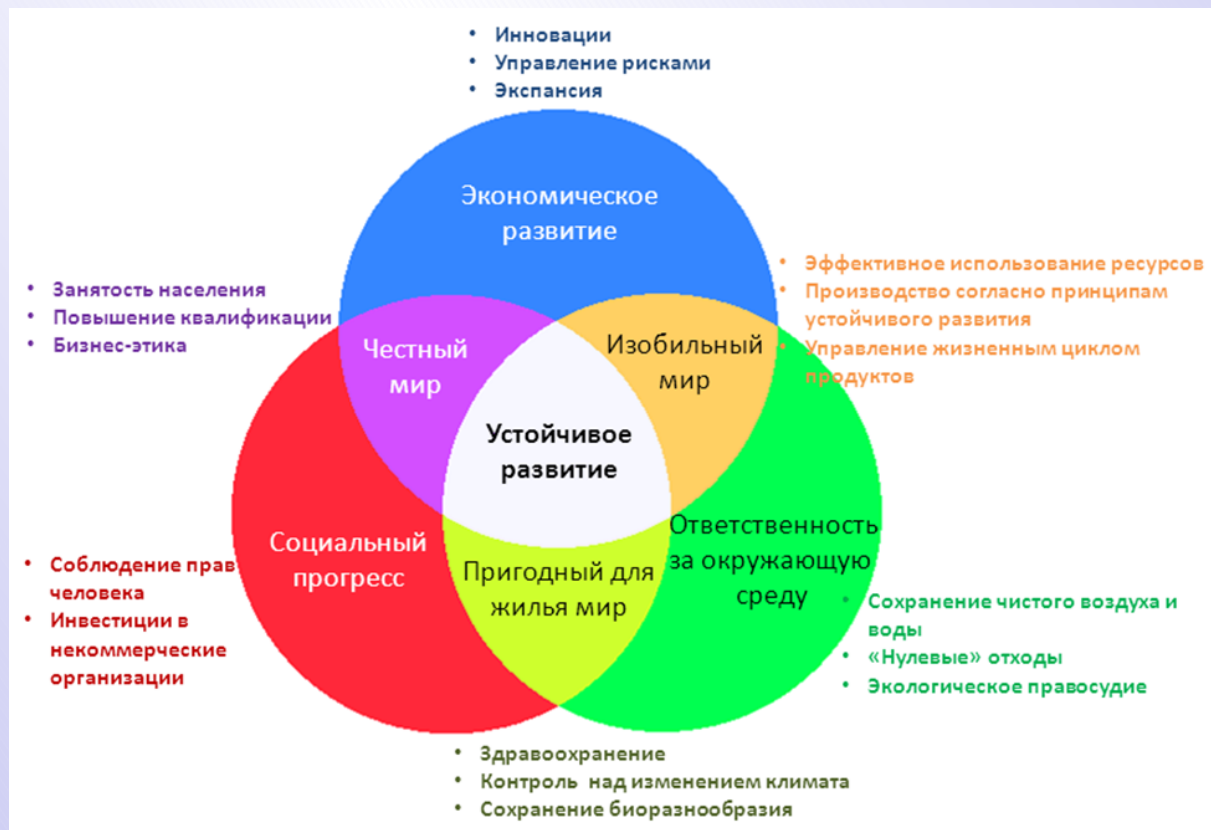 • Инновации
• Управление рисками
• Экспансия
Экономическое
развитие
• Занятость населения
• Повышение квалификации
• Бизнес-этика
• Эффективное использование ресурсов
• Производство согласно принципам
устойчивого развития
• Управление жизненным циклом
продуктов
Честный
мир
Изобильный
мир
Устойчивое
развитие
Социальный
прогресс
Пригодный для
жилья мир
Ответственность
за окружающую
среду
• Соблюдение прав
человека
• Инвестиции в
некоммерческие
организации
• Сохранение чистого воздуха и
воды
• «Нулевые» отходы
• Экологическое правосудие
• Здравоохранение
• Контроль над изменением климата
• Сохранение биоразнообразия